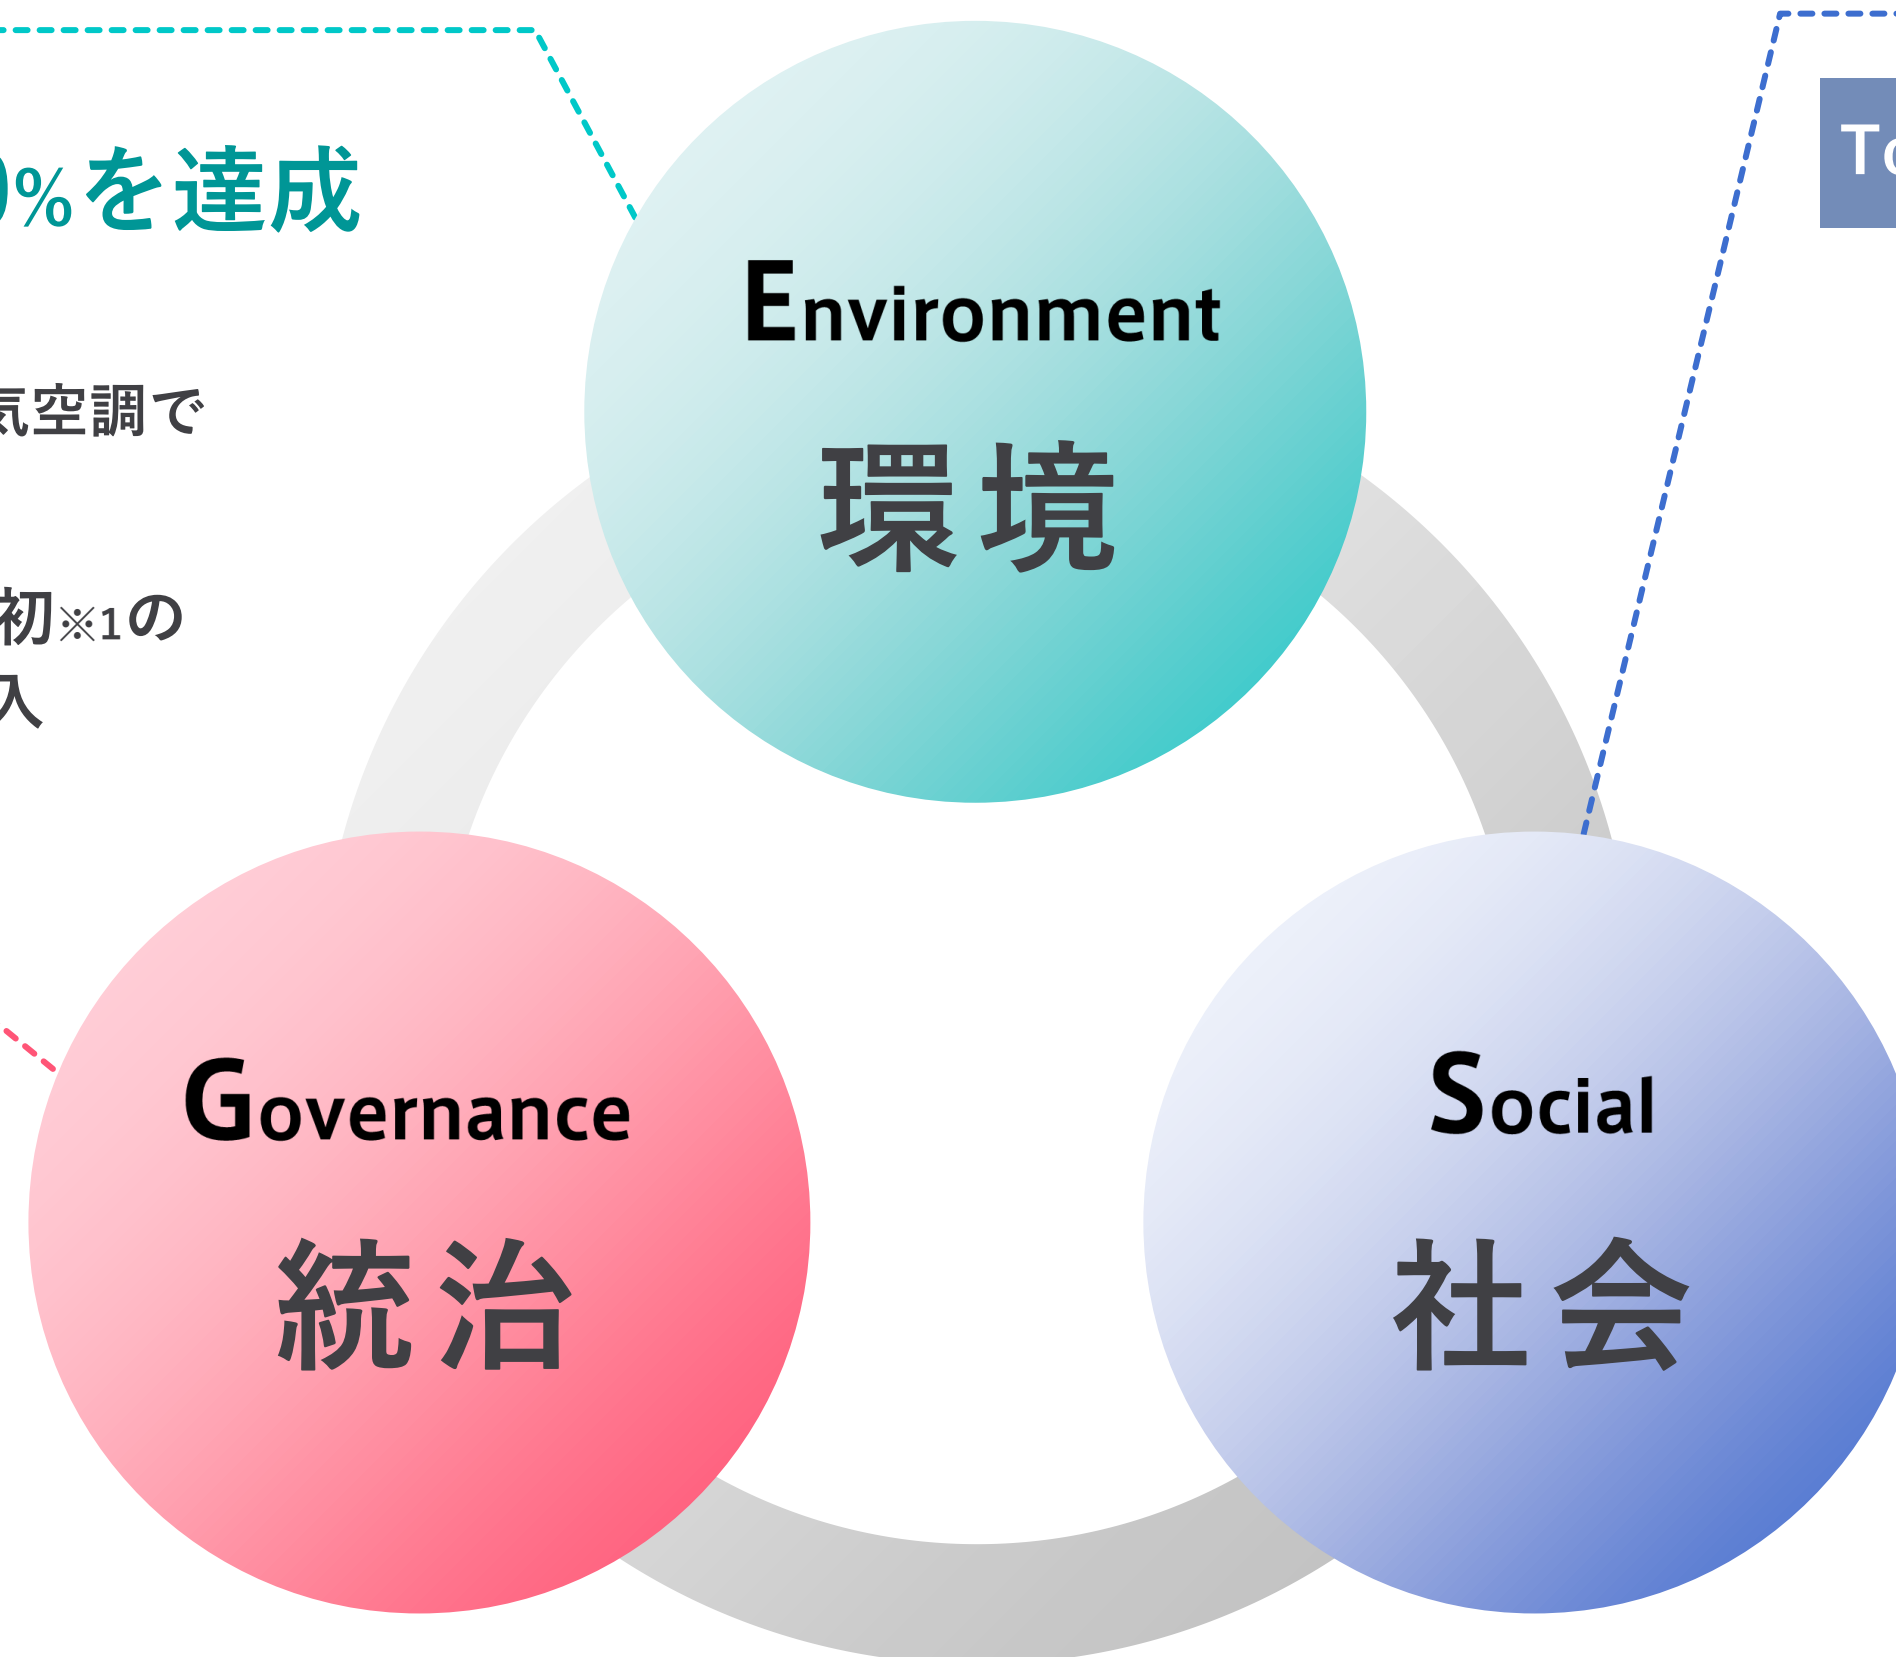 %を達成
気空調で
初※1の
入
Environment
環境
Governance
統治
Social
社会